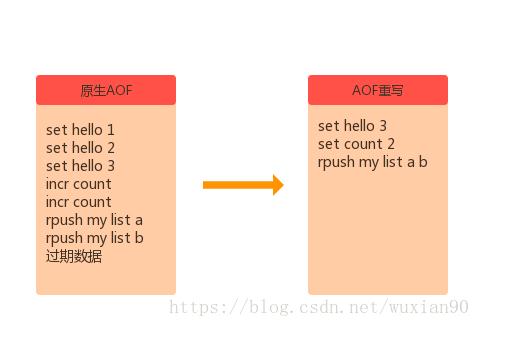 原生AOF
set hello 1
set hello 2
set hello 3
incr count
incr count
rpush my list a
rpush my list b
过期数据
AOF重写
set hello 3
set count 2
rpush my list a b
https://blog.csdn.net/wuxian90